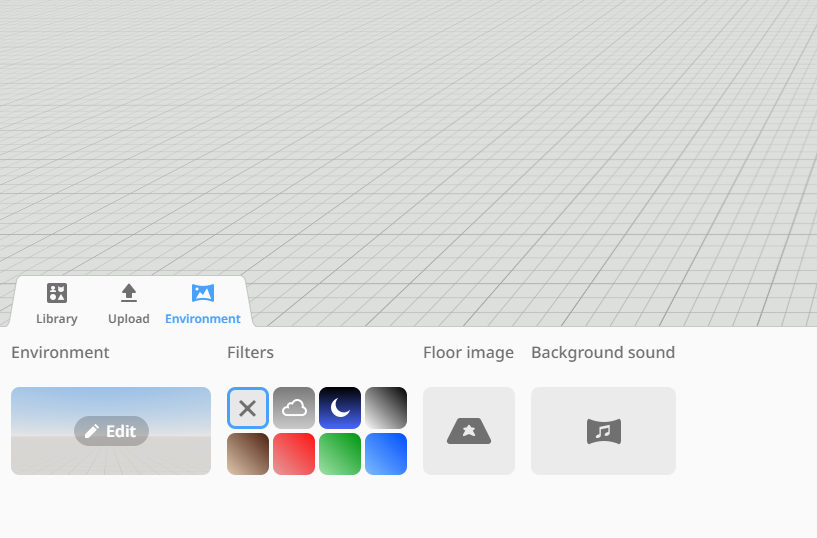 Library Upload Environment
Environment Filters Floor image Background sound
Edit